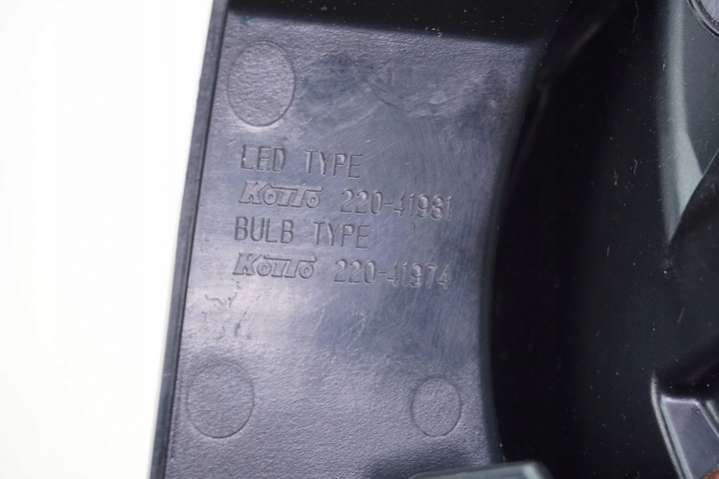 LED TYPE
Koito 220-41981
BULB TYPE
Koito 220-41974